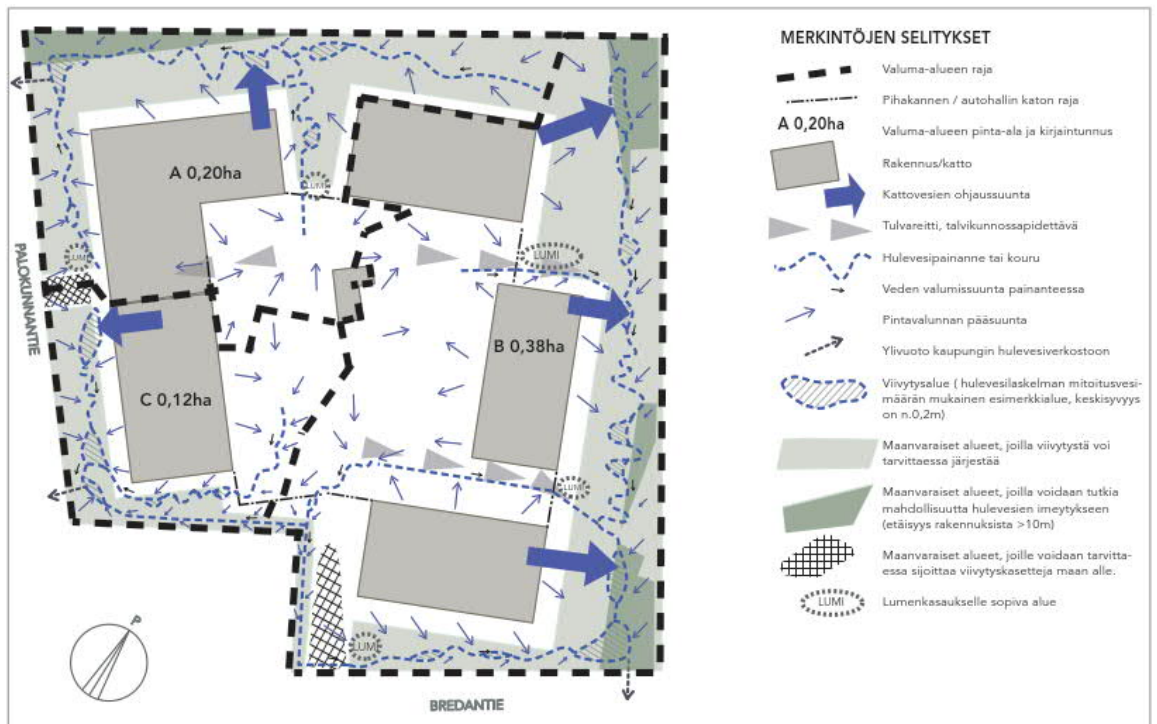 MERKINTÖJEN SELITYKSET
Valuma-alueen raja
Pihakannen / autohallin katon raja
A 0,20ha
Valuma-alueen pinta-ala ja kirjaintunnus
Rakennus/katto
Kattovesien ohjaussuunta
Tulvareitti, talvikunnossapidettävä
Hulevesipainanne tai kouru
Veden valumissuunta painanteessa
Pintavalunnan pääsuunta
Ylivuoto kaupungin hulevesiverkostoon
Viivytysalue ( hulevesilaskelman mitoitusvesi-
määrän mukainen esimerkkialue, keskisyvyys
on n.0,2m)
Maanvaraiset alueet, joilla viivytystä voi
tarvittaessa järjestää
Maanvaraiset alueet, joilla voidaan tutkia
mahdollisuutta hulevesien imeytykseen
(etäisyys rakennuksista >10m)
Maanvaraiset alueet, joille voidaan tarvitta-
essa sijoittaa viivytyskasetteja maan alle.
LUMI
Lumenkasaukselle sopiva alue
A 0,20ha
LUMI
LUMI
LUMI
PALOKUNNANTIE
B 0,38ha
C 0,12ha
LUMI
LUMI
P
BREDANTIE